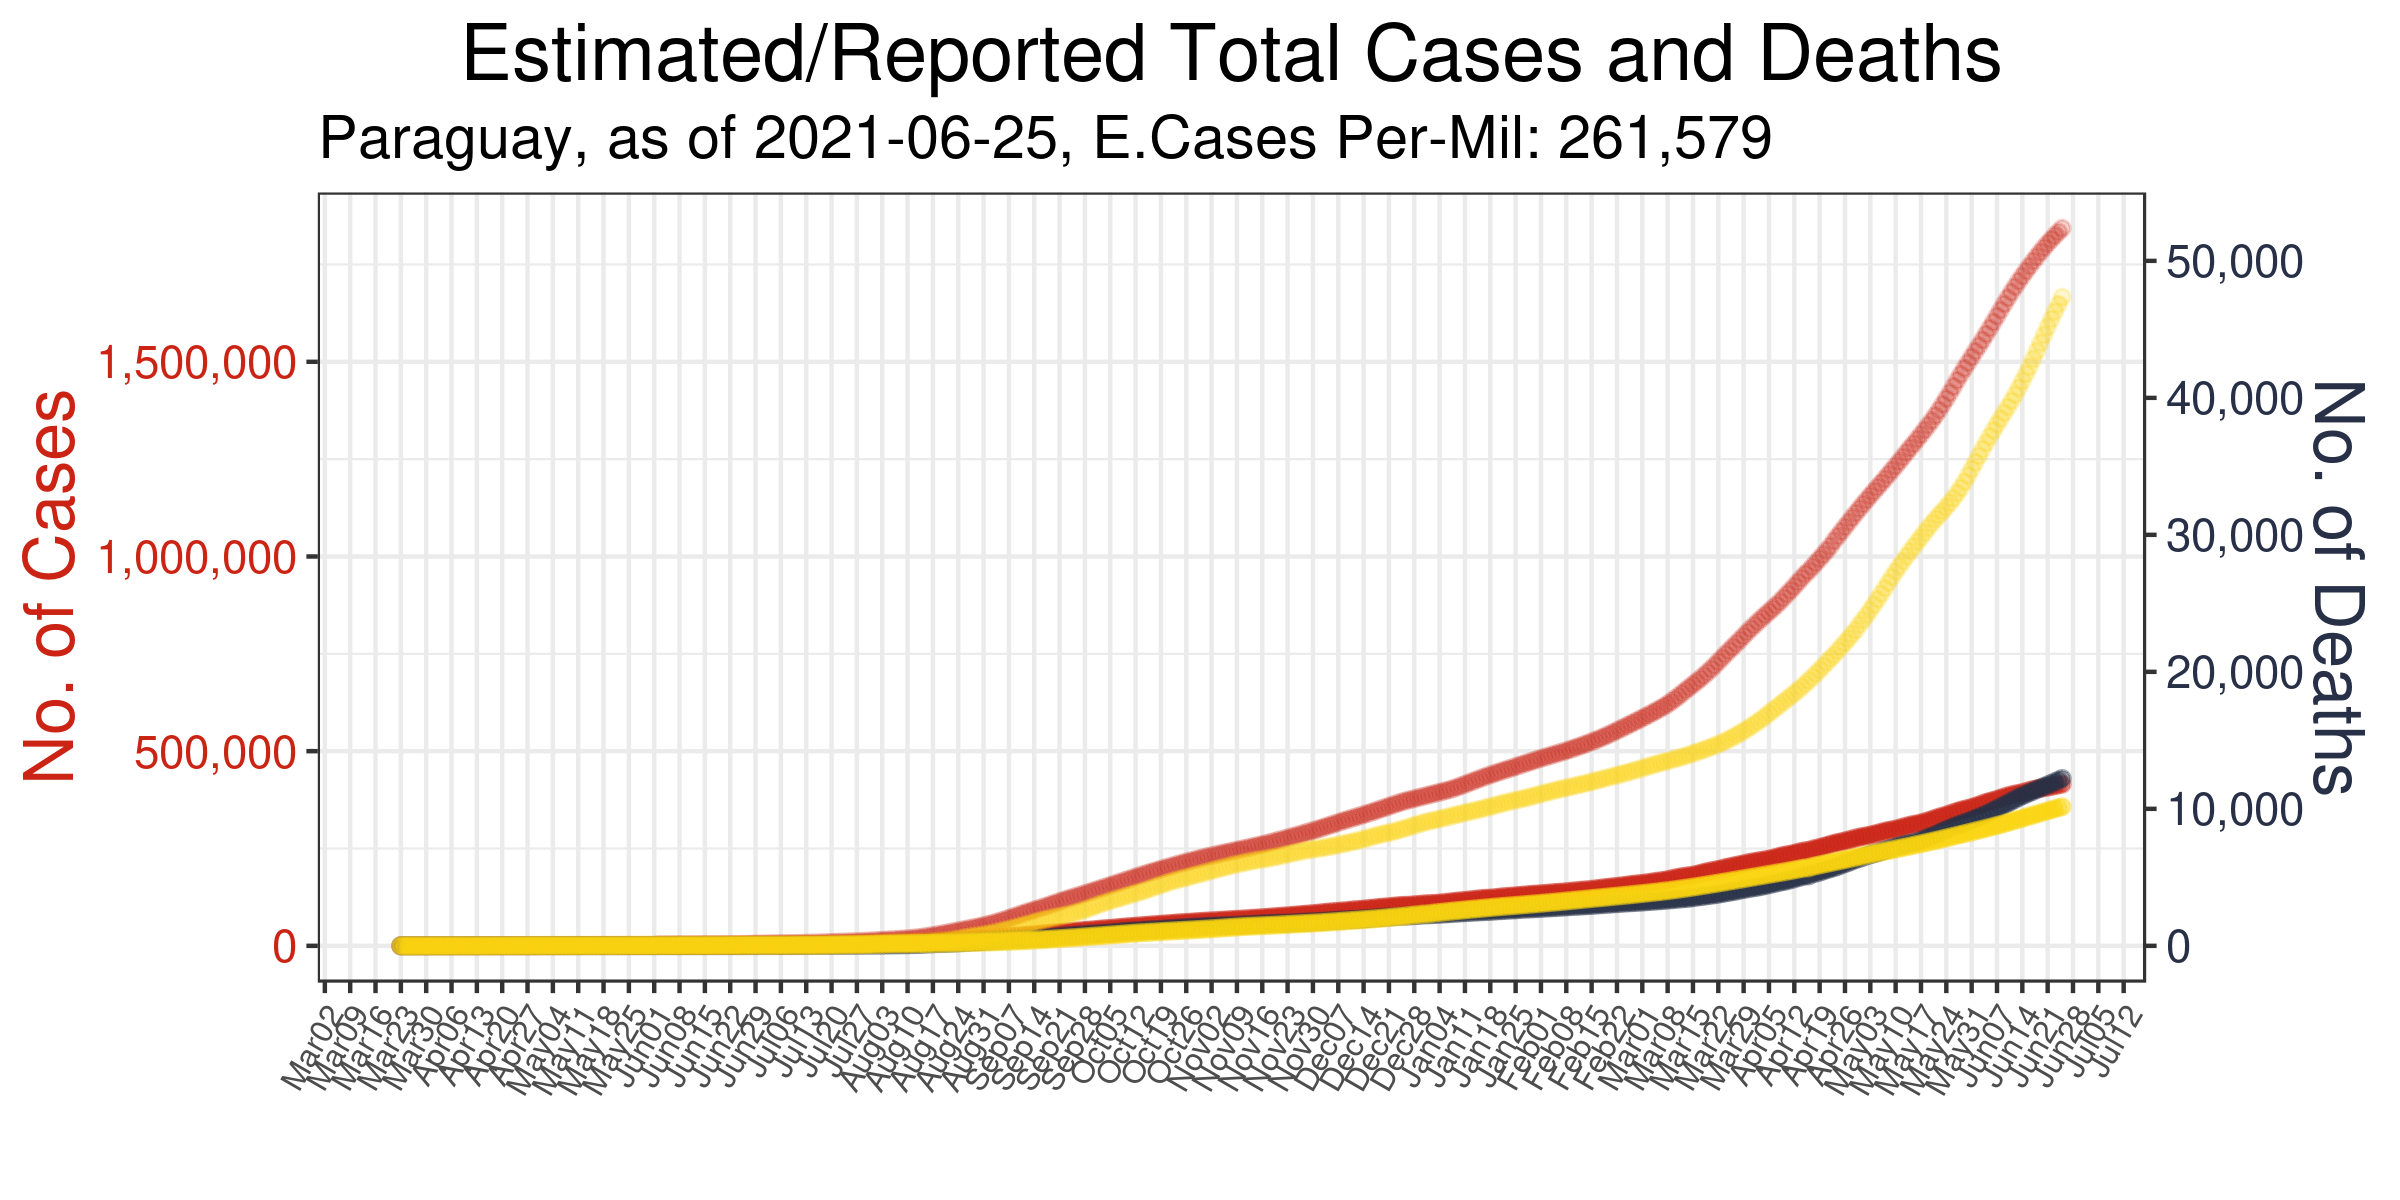 Estimated/Reported Total Cases and Deaths
Paraguay, as of 2021-06-25, E.Cases Per-Mil: 261,579
No. of Cases
1,500,000
1,000,000
500,000
0
50,000
40,000
30,000
20,000
10,000
0
No. of Deaths
Mar02
Mar09
Mar16
Mar23
Mar30
Apr06
Apr13
Apr20
Apr27
May04
May11
May18
May25
Jun01
Jun08
Jun15
Jun22
Jun29
Jul06
Jul13
Jul20
Jul27
Aug03
Aug10
Aug17
Aug24
Aug31
Sep07
Sep14
Sep21
Sep28
Oct05
Oct12
Oct19
Oct26
Nov02
Nov09
Nov16
Nov23
Nov30
Dec07
Dec14
Dec21
Dec28
Jan04
Jan11
Jan18
Jan25
Feb01
Feb08
Feb15
Feb22
Mar01
Mar08
Mar15
Mar22
Mar29
Apr05
Apr12
Apr19
Apr26
May03
May10
May17
May24
May31
Jun07
Jun14
Jun21
Jun28
Jul05
Jul12